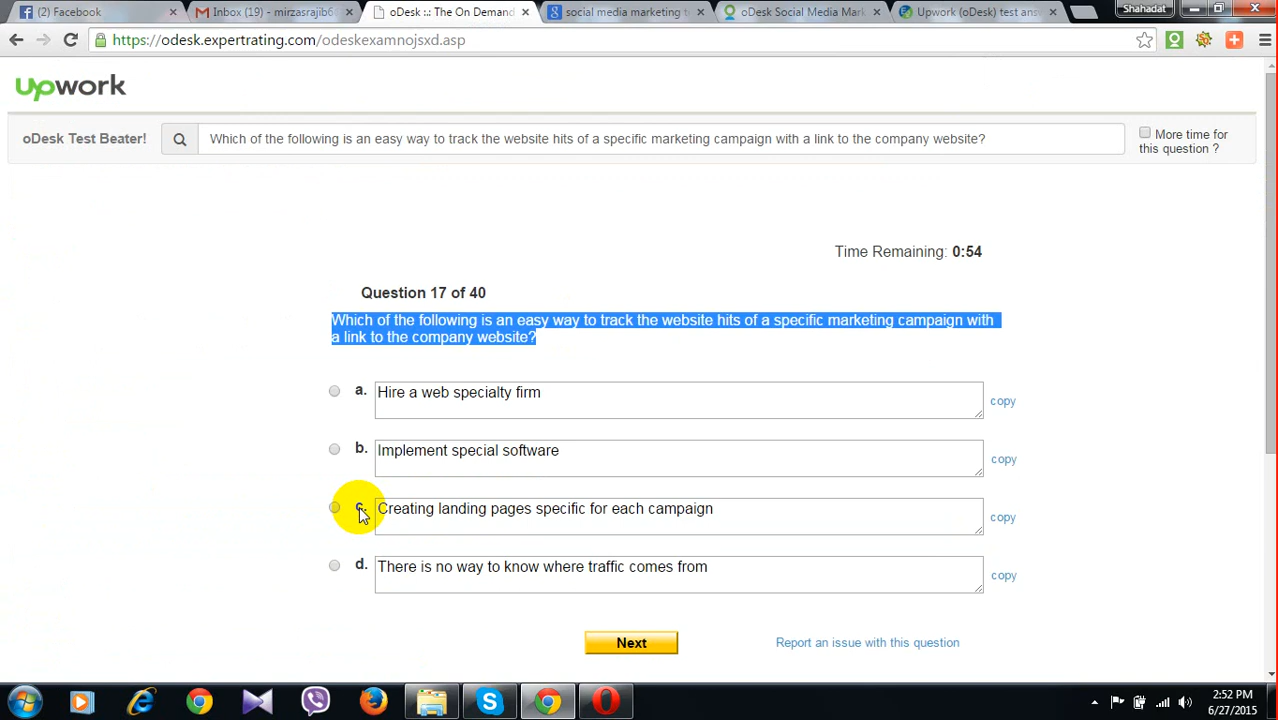 (2) Facebook
Inbox (19) - mirzasrajib6
oDesk ::: The On Demand
social media marketing t
oDesk Social Media Mark
Upwork (oDesk) test ans
Shahadat
https://odesk.expertrating.com/odeskexamnojsxd.asp
upwork
oDesk Test Beater!
Which of the following is an easy way to track the website hits of a specific marketing campaign with a link to the company website?
More time for
this question ?
Time Remaining: 0:54
Question 17 of 40
Which of the following is an easy way to track the website hits of a specific marketing campaign with
a link to the company website?
a. Hire a web specialty firm
copy
b. Implement special software
copy
c. Creating landing pages specific for each campaign
copy
d. There is no way to know where traffic comes from
copy
Next
Report an issue with this question
2:52 PM
6/27/2015